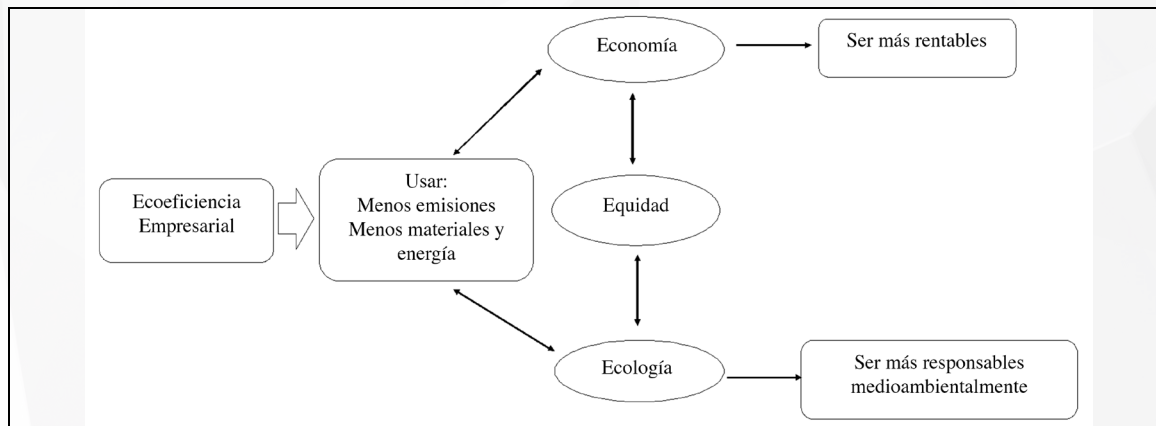 Economía
Ser más rentables
Ecoeficiencia
Empresarial
Usar:
Menos emisiones
Menos materiales y
energía
Equidad
Ecología
Ser más responsables
medioambientalmente